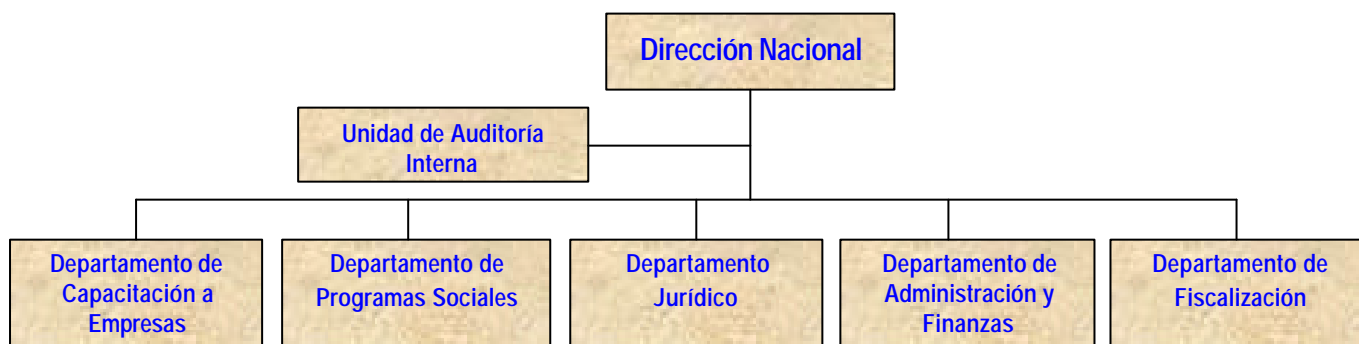 Dirección Nacional
Unidad de Auditoría
Interna
Departamento de
Capacitación a
Empresas
Departamento de
Programas Sociales
Departamento
Jurídico
Departamento de
Administración y
Finanzas
Departamento de
Fiscalización